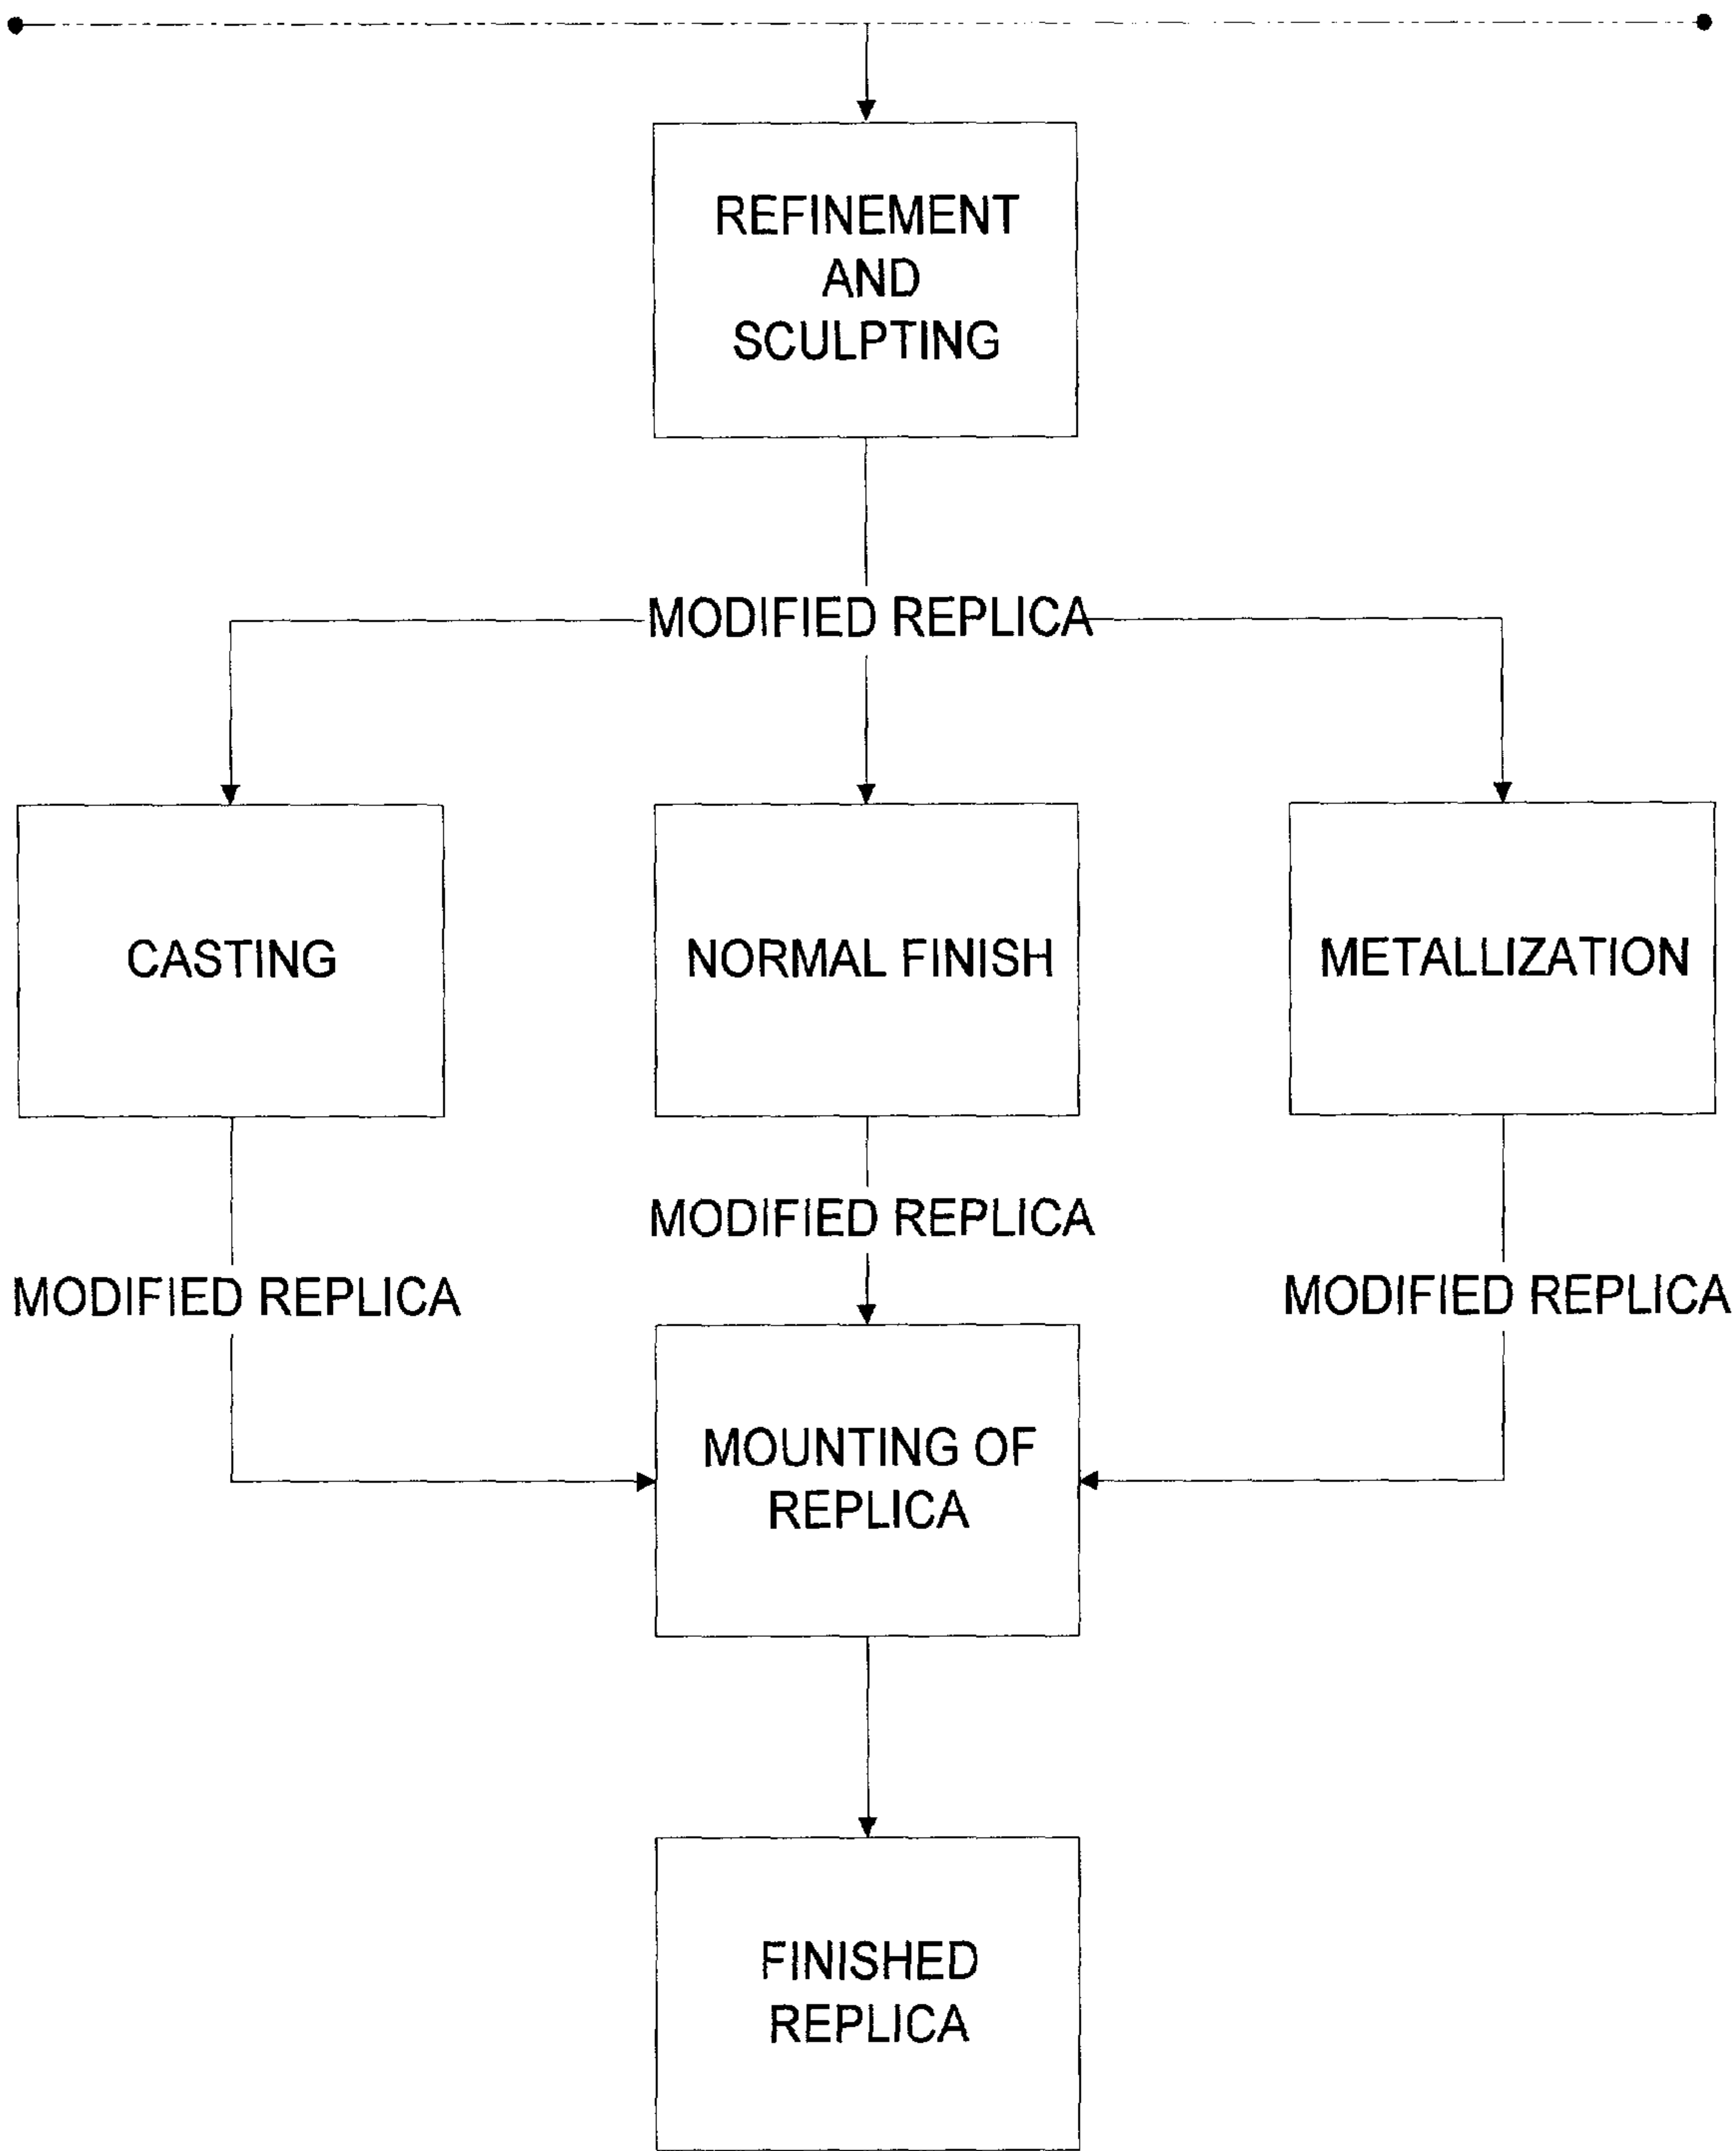 REFINEMENT
AND
SCULPTING
MODIFIED REPLICA
CASTING
NORMAL FINISH
METALLIZATION
MODIFIED REPLICA
MODIFIED REPLICA
MODIFIED REPLICA
MOUNTING OF
REPLICA
FINISHED
REPLICA